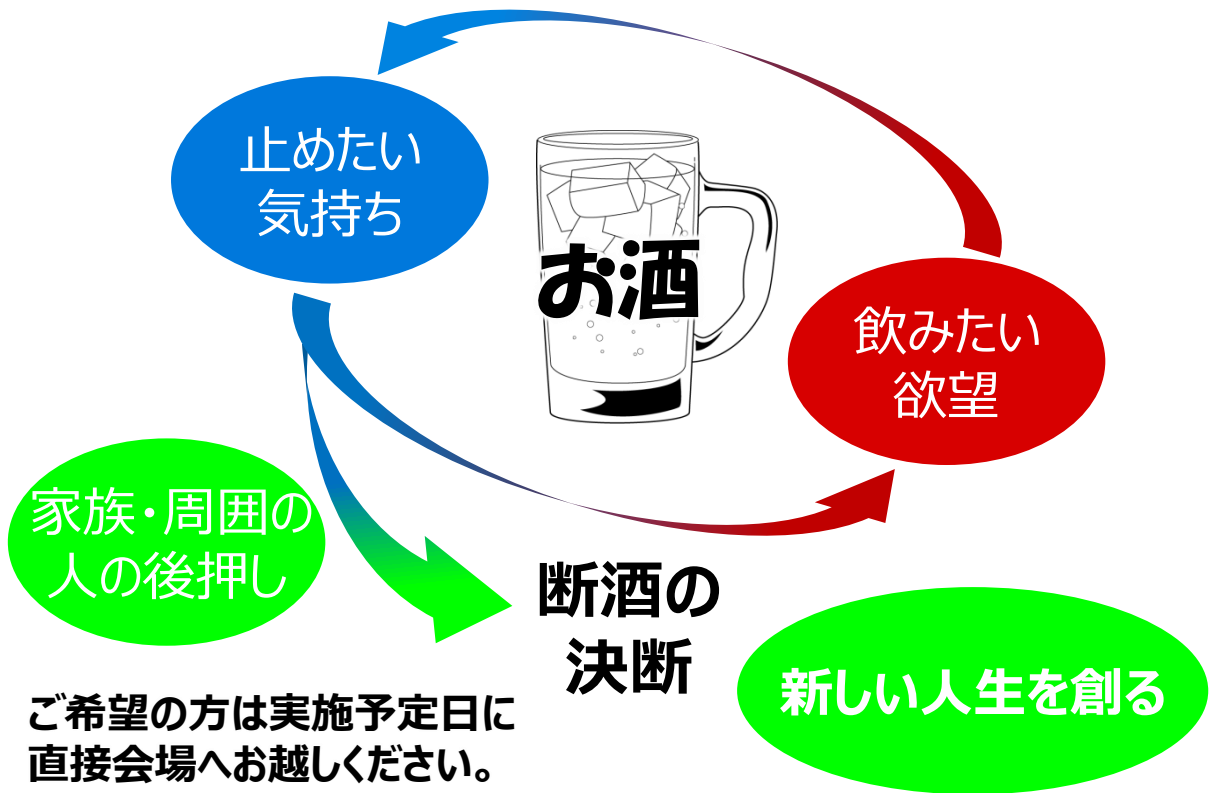 止めたい
気持ち
お酒
飲みたい
欲望
家族・周囲の
人の後押し
断酒の
決断
新しい人生を創る
ご希望の方は実施予定日に
直接会場へお越しください。